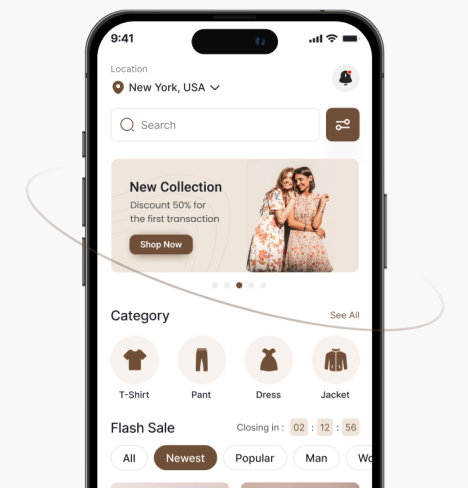 9:41
Location
New York, USA
Search
New Collection
Discount 50% for
the first transaction
Shop Now
Category
See All
T-Shirt
Pant
Dress
Jacket
Flash Sale
Closing in :
02 : 12 : 56
All
Newest
Popular
Man
Wo